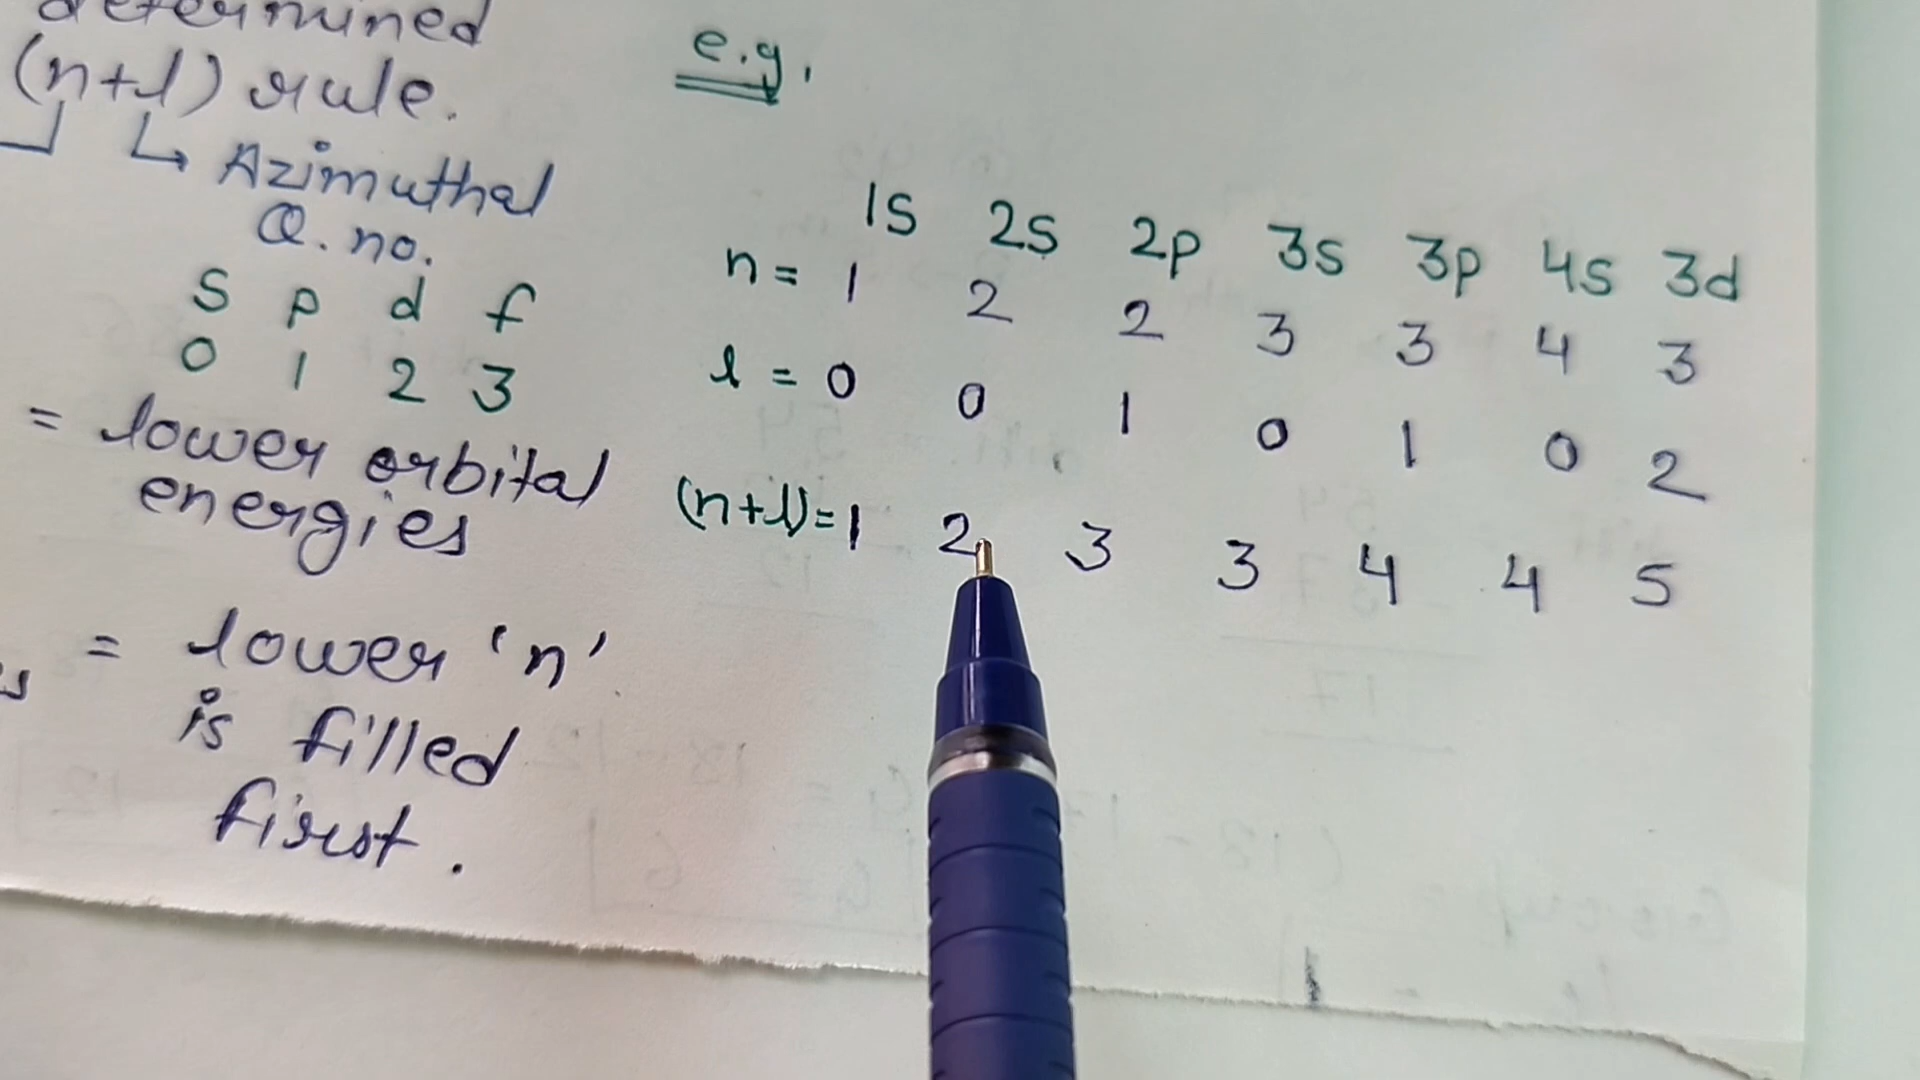 determined
(n+l) rule.
↳ Azimuthal
Q. no.
s p d f
0 1 2 3
= lower orbital
energies
= lower 'n'
is filled
first.
e.g.
1s 2s 2p 3s 3p 4s 3d
n = 1 2 2 3 3 4 3
l = 0 0 1 0 1 0 2
(n+l)= 1 2 3 3 4 4 5